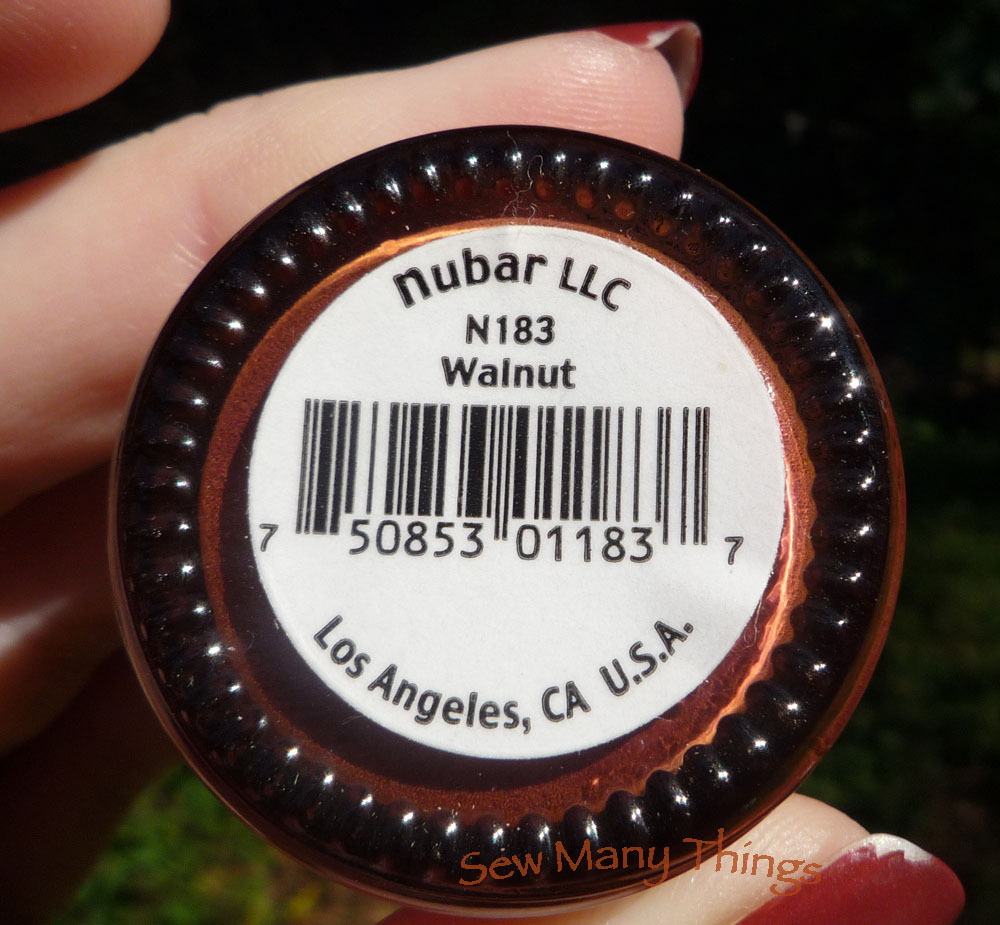 nubar LLC
N183
Walnut
7 50853 01183 7
Los Angeles, CA U.S.A.
Sew Many Things